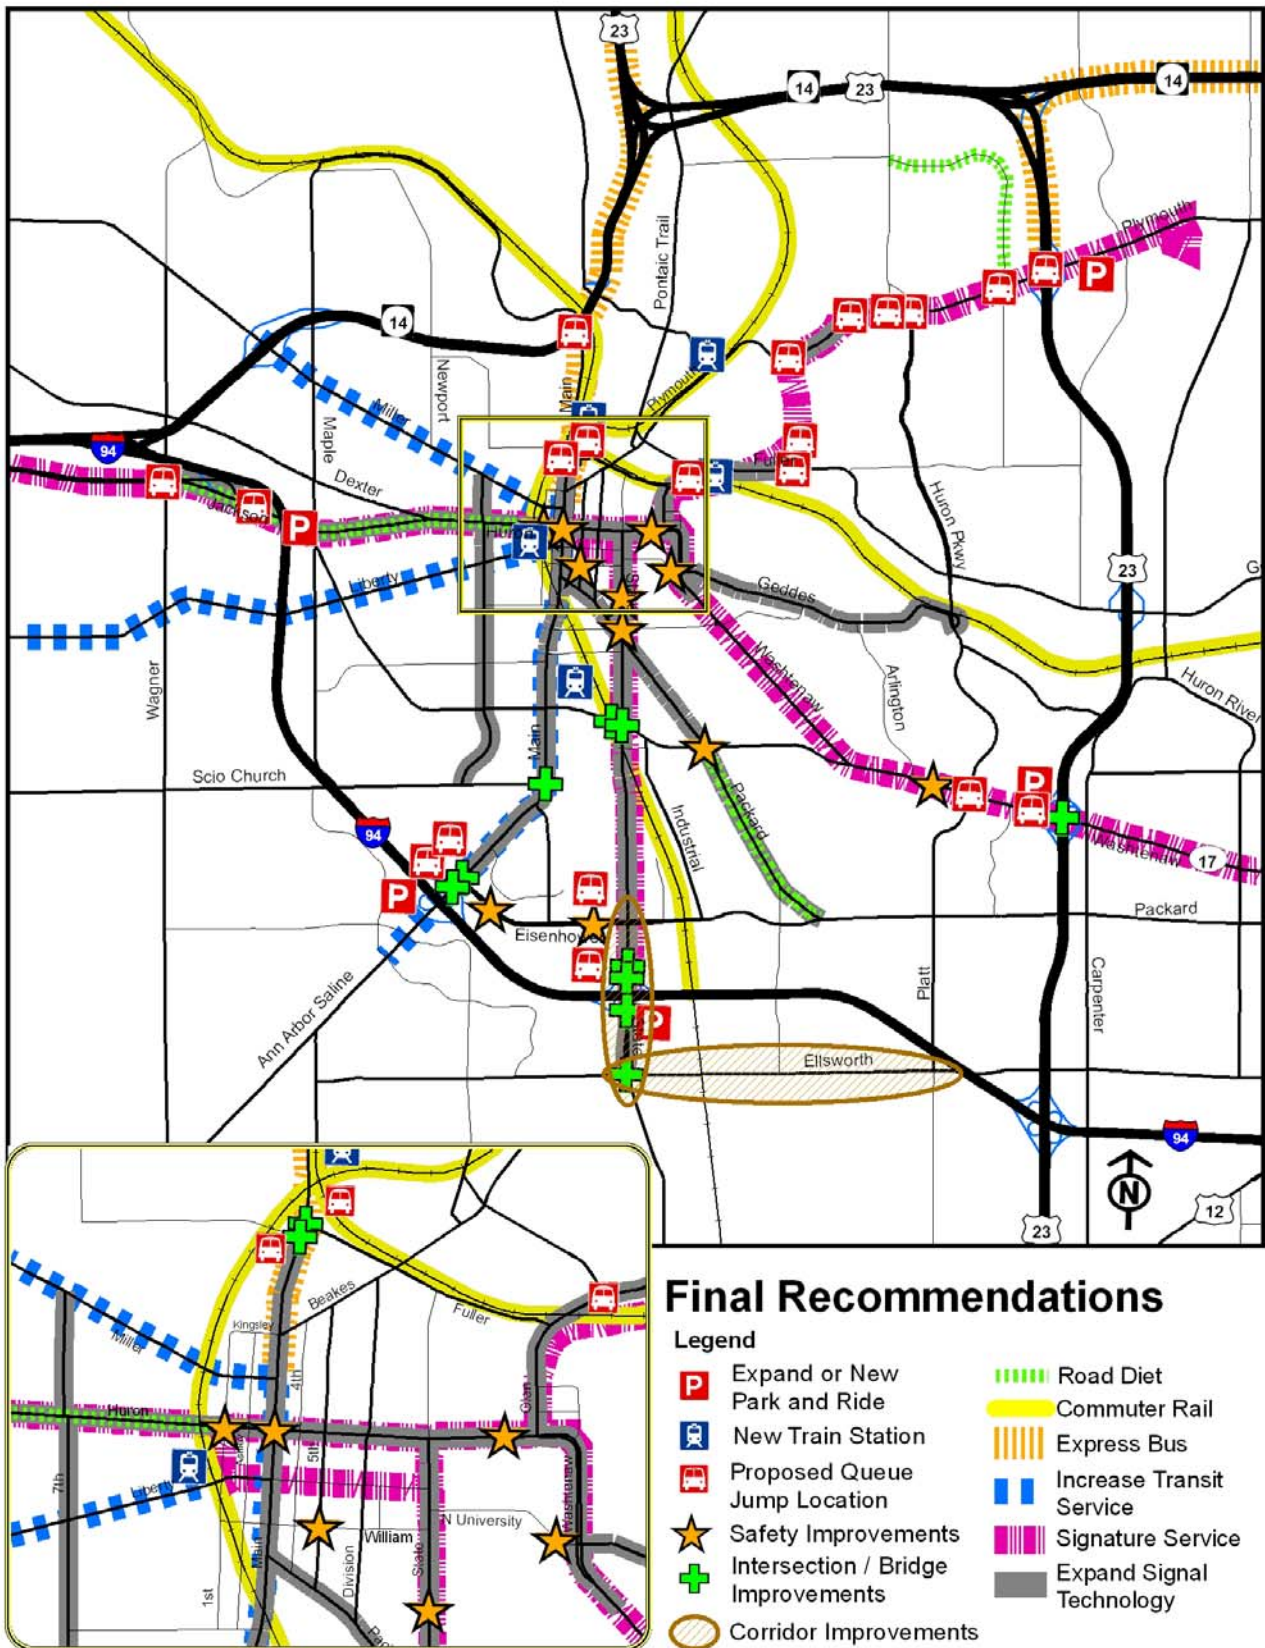 23
14
23
14
Plymouth
Pontaic Trail
14
Newport
Main
Plymouth
Miller
94
Maple
Dexter
Fuller
Jackson
Huron
Huron Pkwy
23
Liberty
Geddes
Washtenaw
Arlington
Wagner
Huron River
Main
Scio Church
Packard
Industrial
94
Washtenaw
17
Packard
Eisenhower
Platt
Carpenter
Ann Arbor Saline
State
Ellsworth
94
N
12
23
Beakes
Fuller
Kingsley
Miller
4th
Glen
Huron
5th
7th
Liberty
Washtenaw
N University
William
Main
Division
State
1st
Final Recommendations
Legend
P Expand or New
Park and Ride
New Train Station
Proposed Queue
Jump Location
Safety Improvements
Intersection / Bridge
Improvements
Corridor Improvements
Road Diet
Commuter Rail
Express Bus
Increase Transit
Service
Signature Service
Expand Signal
Technology